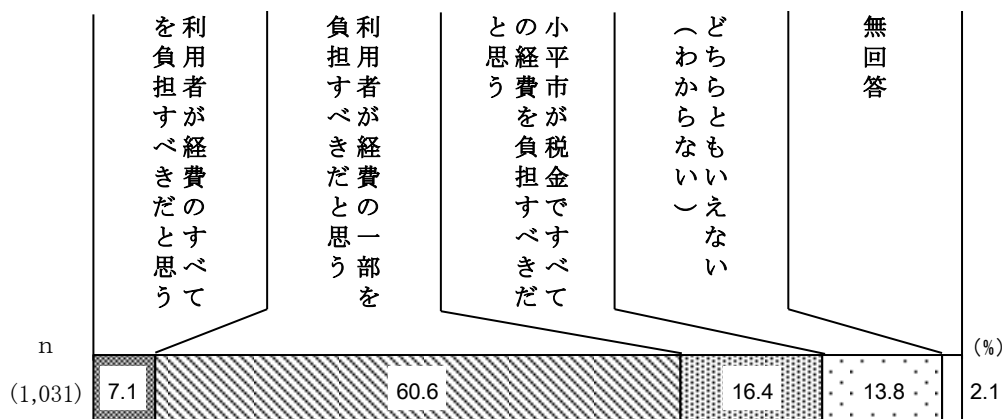 利用者が経費のすべて
を負担すべきだと思う
利用者が経費の一部を
負担すべきだと思う
小平市が税金ですべて
の経費を負担すべきだ
と思う
どちらともいえない
（わからない）
無回答
n
(%)
(1,031)
7.1
60.6
16.4
13.8
2.1